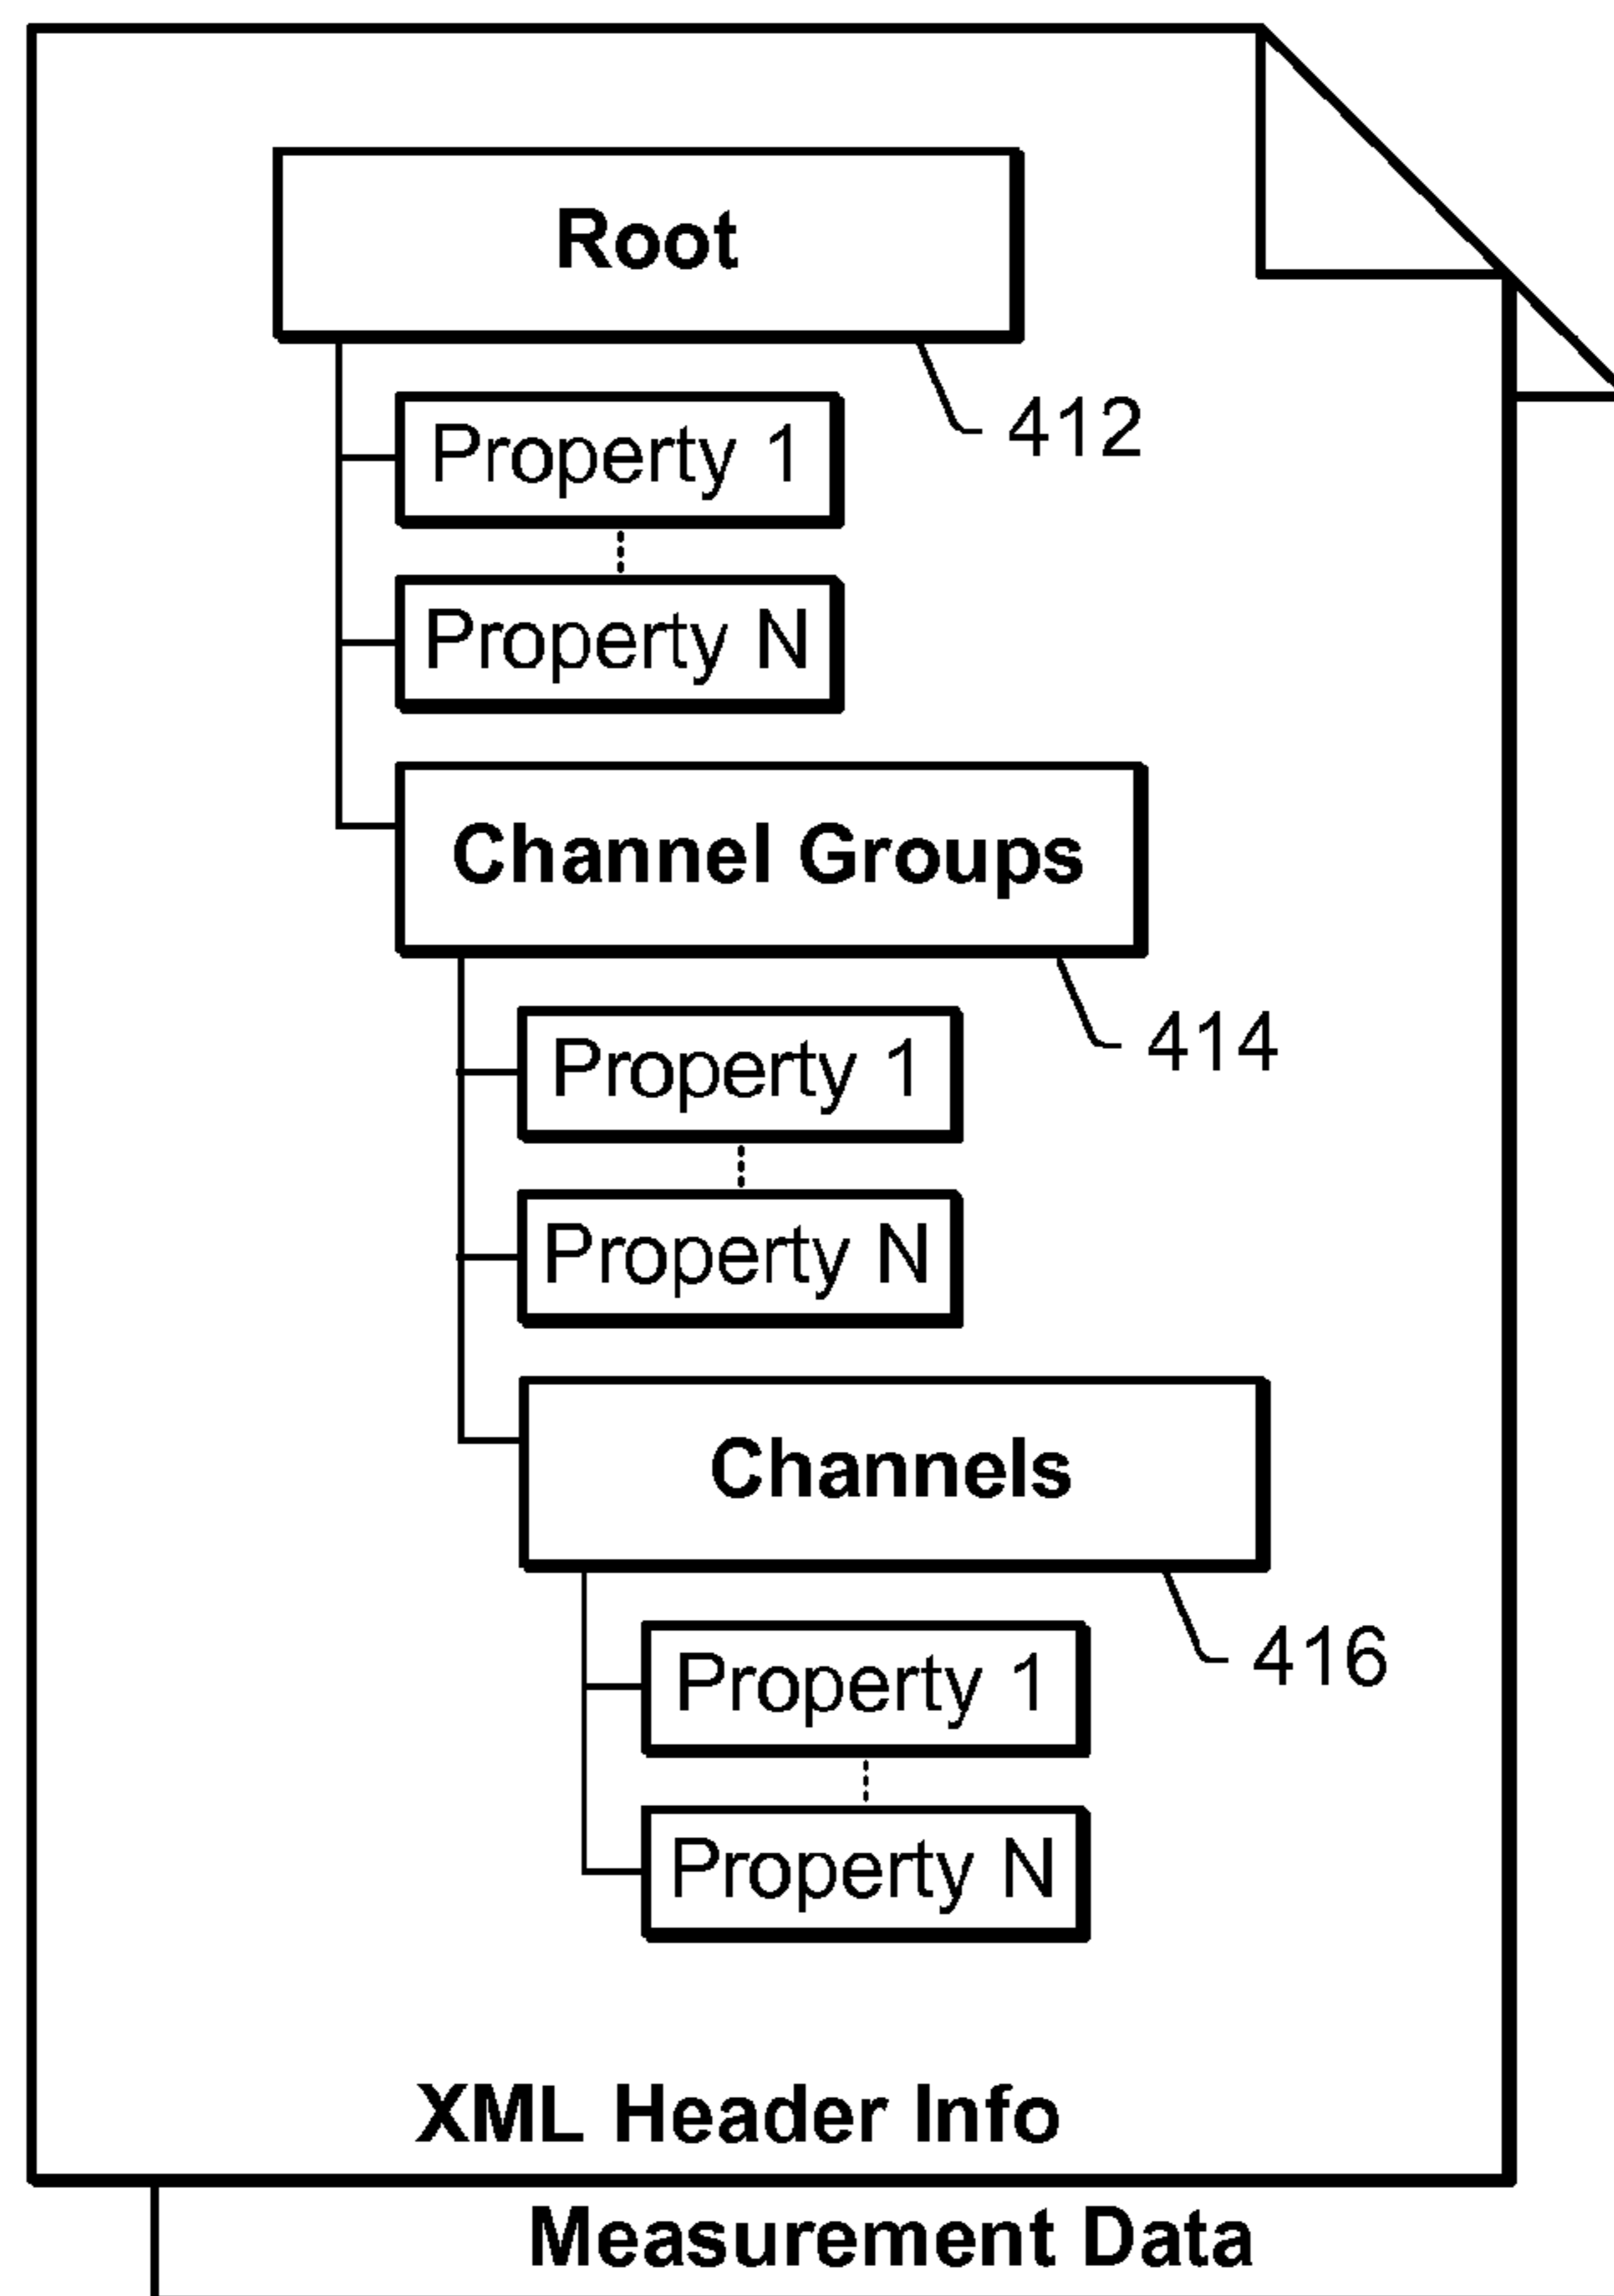 Root
412
Property 1
Property N
Channel Groups
414
Property 1
Property N
Channels
416
Property 1
Property N
XML Header Info
Measurement Data